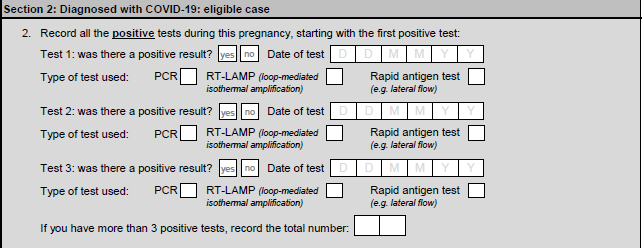 Section 2: Diagnosed with COVID-19: eligible case
2. Record all the positive tests during this pregnancy, starting with the first positive test:
Test 1: was there a positive result? yes no Date of test D D M M Y Y
Type of test used: PCR RT-LAMP (loop-mediated isothermal amplification) Rapid antigen test (e.g. lateral flow)
Test 2: was there a positive result? yes no Date of test D D M M Y Y
Type of test used: PCR RT-LAMP (loop-mediated isothermal amplification) Rapid antigen test (e.g. lateral flow)
Test 3: was there a positive result? yes no Date of test D D M M Y Y
Type of test used: PCR RT-LAMP (loop-mediated isothermal amplification) Rapid antigen test (e.g. lateral flow)
If you have more than 3 positive tests, record the total number: